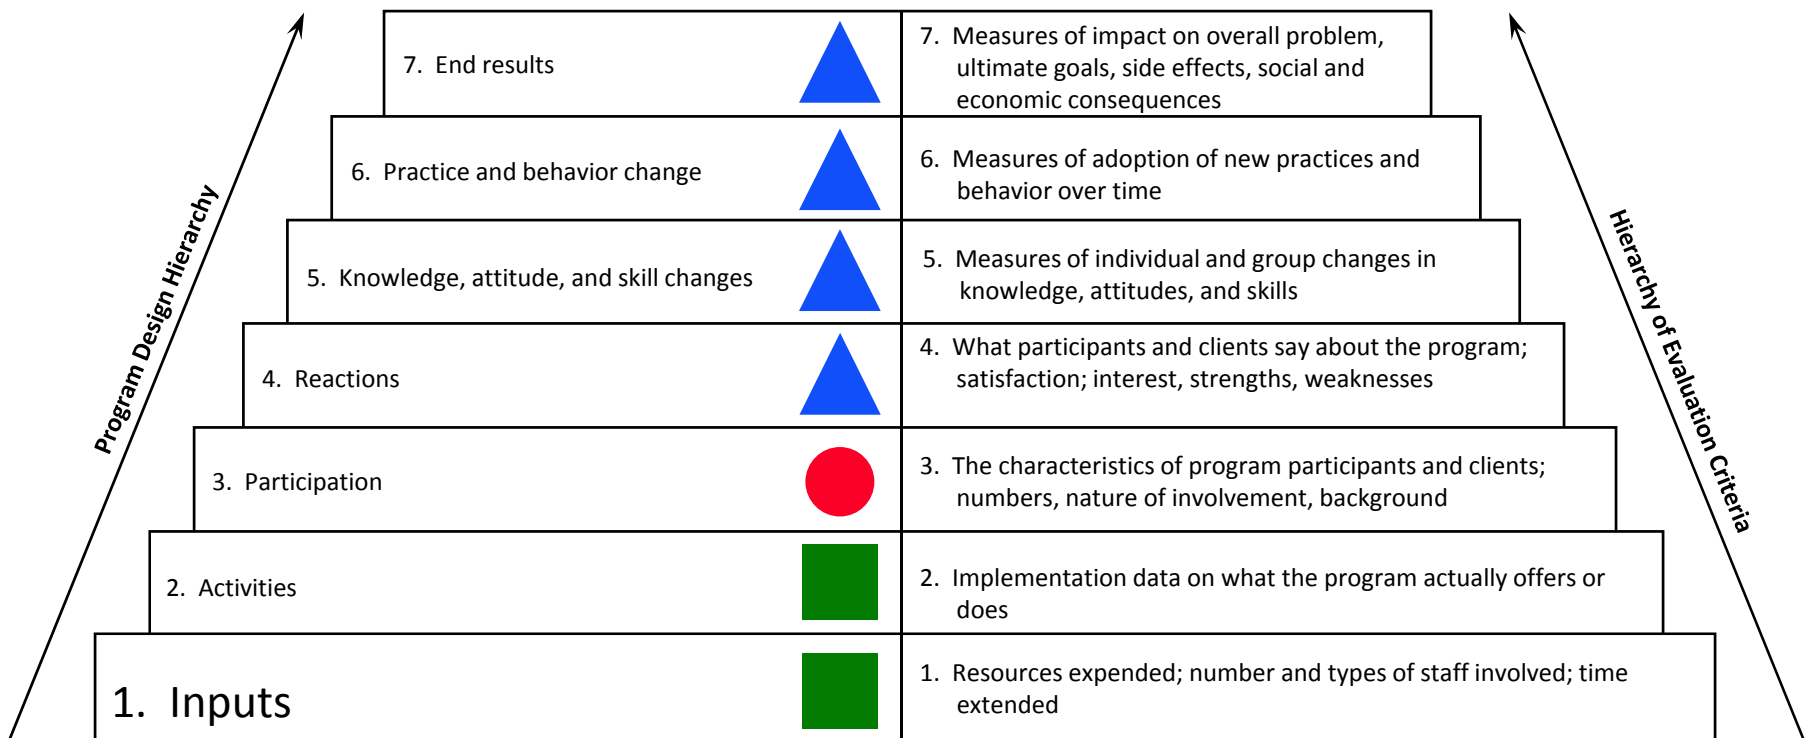 7. End results
7. Measures of impact on overall problem,
ultimate goals, side effects, social and
economic consequences
6. Practice and behavior change
6. Measures of adoption of new practices and
behavior over time
5. Knowledge, attitude, and skill changes
5. Measures of individual and group changes in
knowledge, attitudes, and skills
4. Reactions
4. What participants and clients say about the program;
satisfaction; interest, strengths, weaknesses
3. Participation
3. The characteristics of program participants and clients;
numbers, nature of involvement, background
2. Activities
2. Implementation data on what the program actually offers or
does
1. Inputs
1. Resources expended; number and types of staff involved; time
extended
Program Design Hierarchy
Hierarchy of Evaluation Criteria